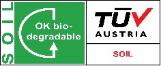 SOIL
OK bio-
degradable
TÜV
AUSTRIA
SOIL